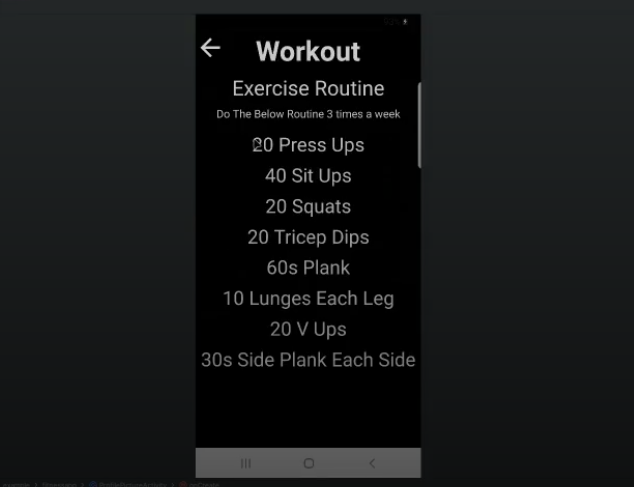 Workout
Exercise Routine
Do The Below Routine 3 times a week
20 Press Ups
40 Sit Ups
20 Squats
20 Tricep Dips
60s Plank
10 Lunges Each Leg
20 V Ups
30s Side Plank Each Side